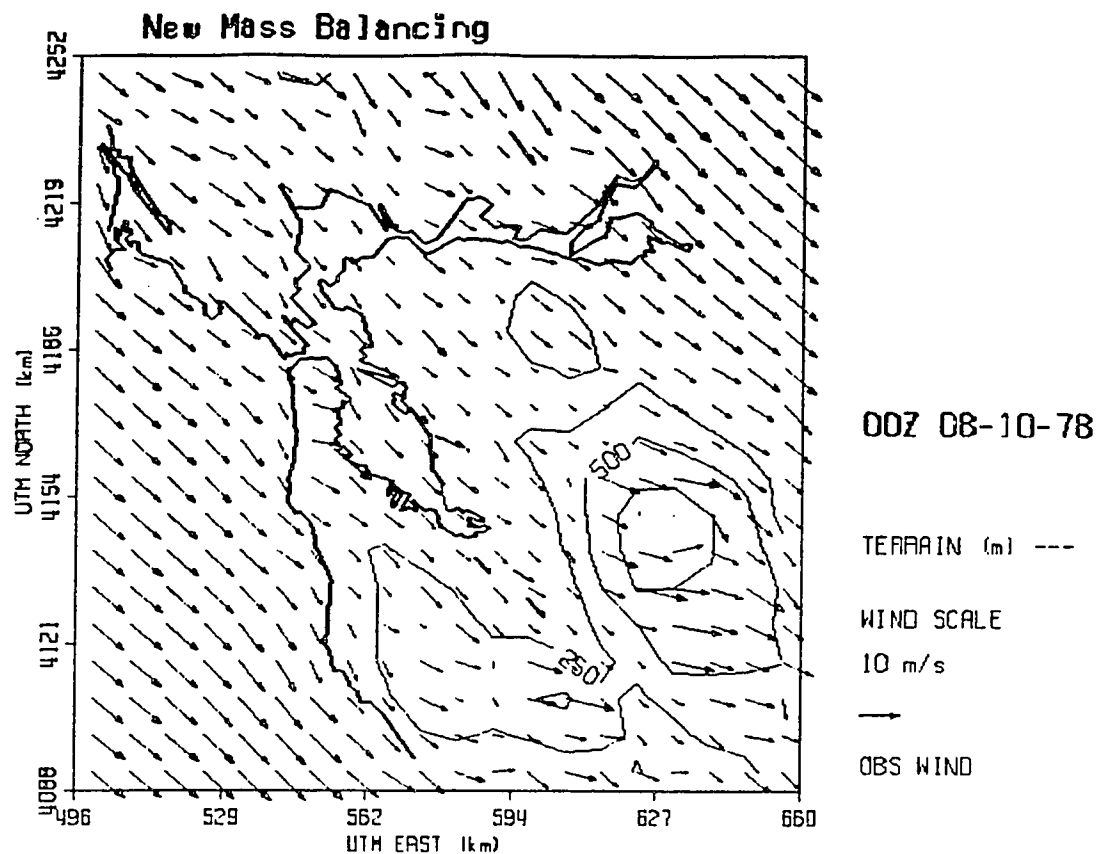 New Mass Balancing
4252
4219
4186
4154
4121
4088
UTM NORTH (km)
500
250
496
529
562
594
627
660
UTM EAST (km)
00Z 08-10-78
TERRAIN (m) ---
WIND SCALE
10 m/s
OBS WIND